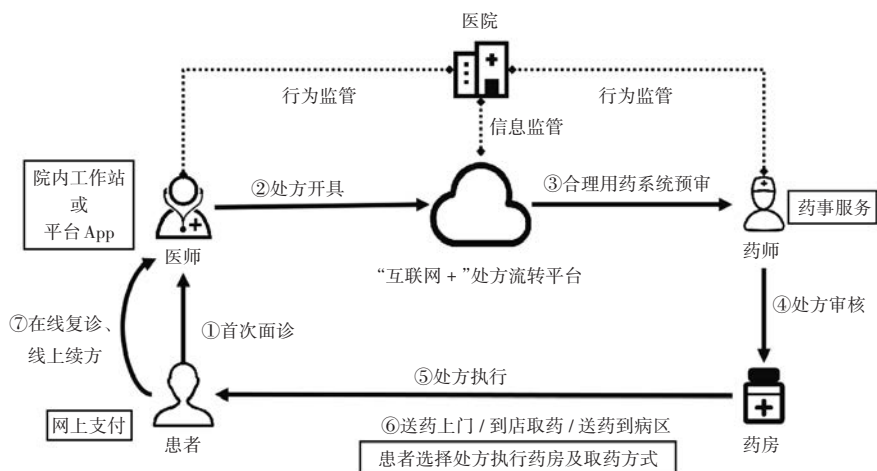 医院
行为监管
行为监管
信息监管
院内工作站
或
平台 App
②处方开具
③合理用药系统预审
药事服务
医师
药师
“互联网 + ”处方流转平台
⑦在线复诊、
线上续方
①首次面诊
④处方审核
⑤处方执行
网上支付
患者
⑥送药上门 / 到店取药 / 送药到病区
药房
患者选择处方执行药房及取药方式